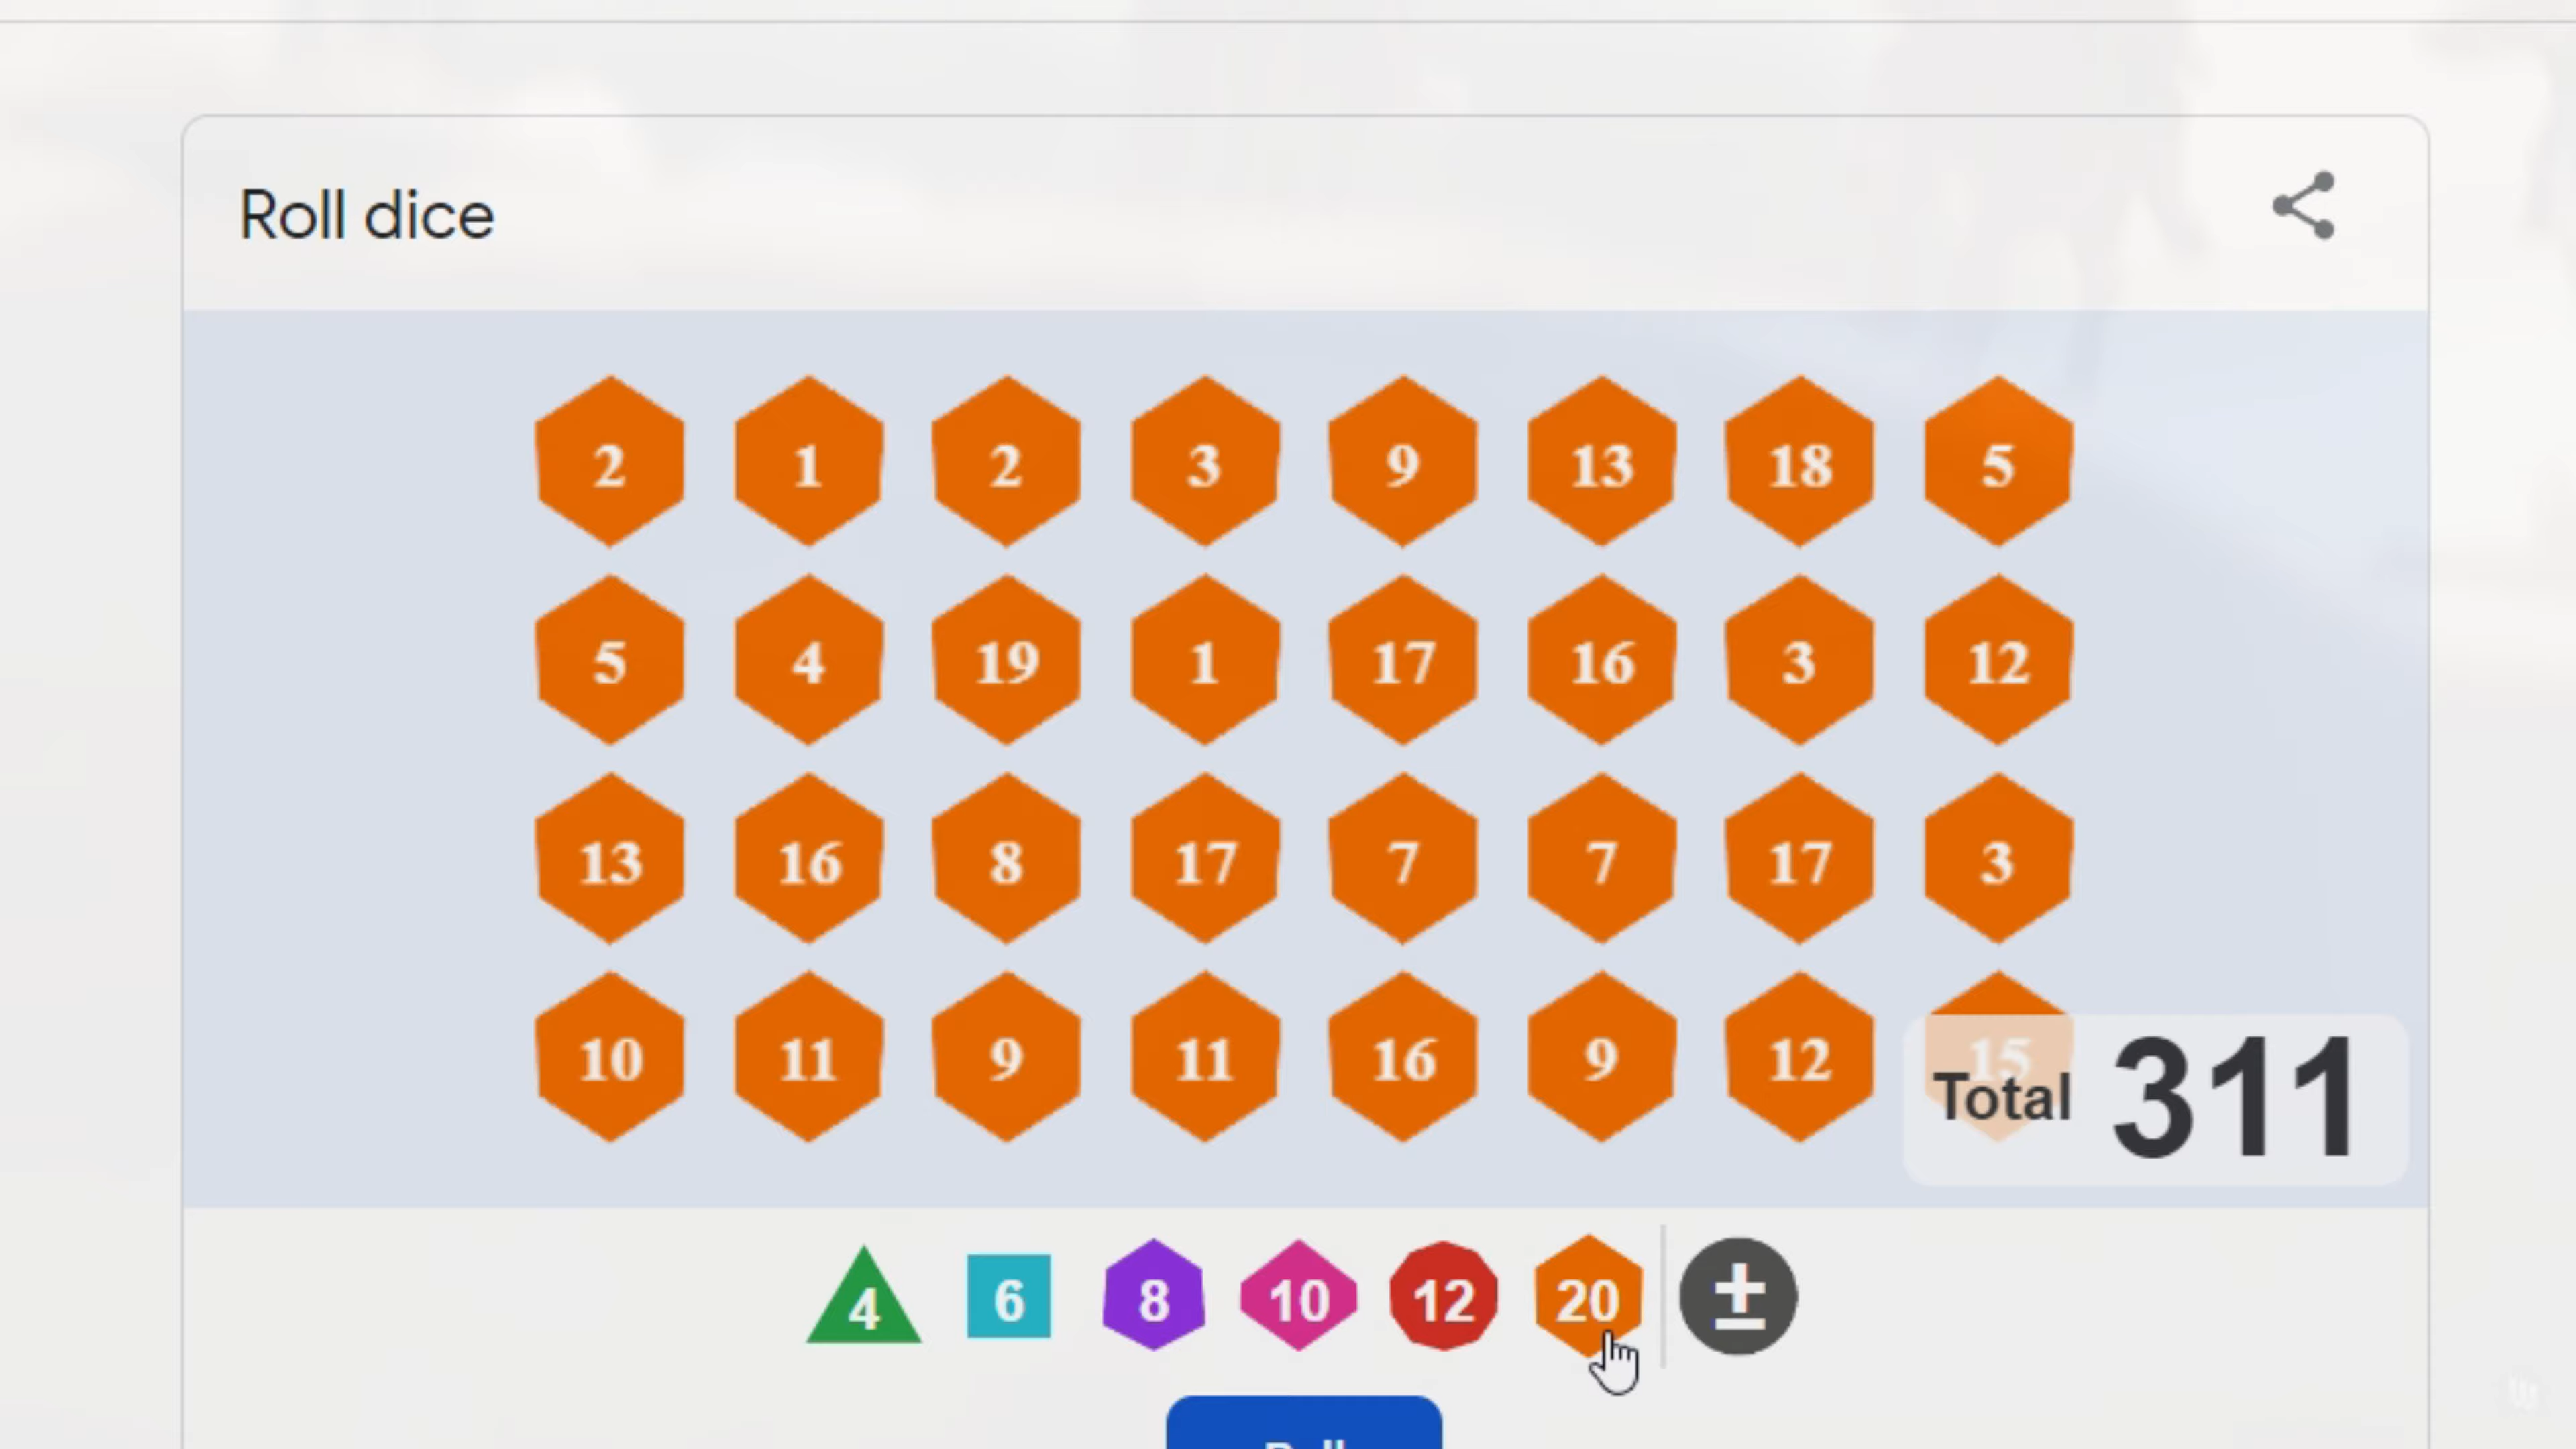 Roll dice
2 1 2 3 9 13 18 5
5 4 19 1 17 16 3 12
13 16 8 17 7 7 17 3
10 11 9 11 16 9 12 15
Total 311
4 6 8 10 12 20 ±